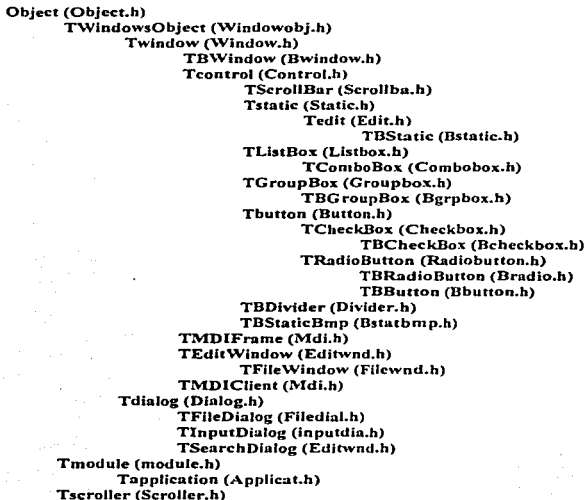 Object (Object.h)
TWindowsObject (Windowobj.h)
Twindow (Window.h)
TBWindow (Bwindow.h)
Tcontrol (Control.h)
TScrollBar (Scrollba.h)
Tstatic (Static.h)
Tedit (Edit.h)
TBStatic (Bstatic.h)
TListBox (Listbox.h)
TComboBox (Combobox.h)
TGroupBox (Groupbox.h)
TBGroupBox (Bgrpbox.h)
Tbutton (Button.h)
TCheckBox (Checkbox.h)
TBCheckBox (Bcheckbox.h)
TRadioButton (Radiobutton.h)
TBRadioButton (Bradio.h)
TBButton (Bbutton.h)
TBDivider (Divider.h)
TBStaticBmp (Bstatbmp.h)
TMDIFrame (Mdi.h)
TEditWindow (Editwnd.h)
TFileWindow (Filewnd.h)
TMDIClient (Mdi.h)
Tdialog (Dialog.h)
TFileDialog (Filedial.h)
TInputDialog (inputdia.h)
TSearchDialog (Editwnd.h)
Tmodule (module.h)
Tapplication (Applicat.h)
Tscroller (Scroller.h)